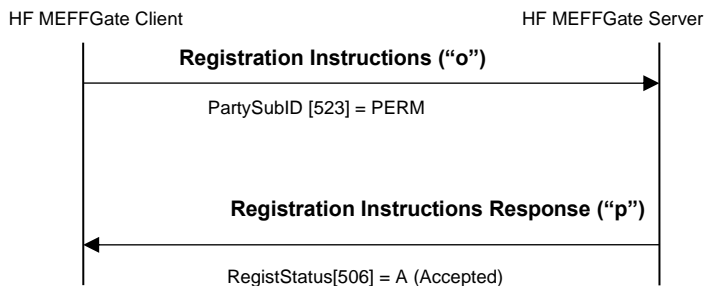 HF MEFFGate Client
HF MEFFGate Server
Registration Instructions (“o”)
PartySubID [523] = PERM
Registration Instructions Response (“p”)
RegistStatus[506] = A (Accepted)